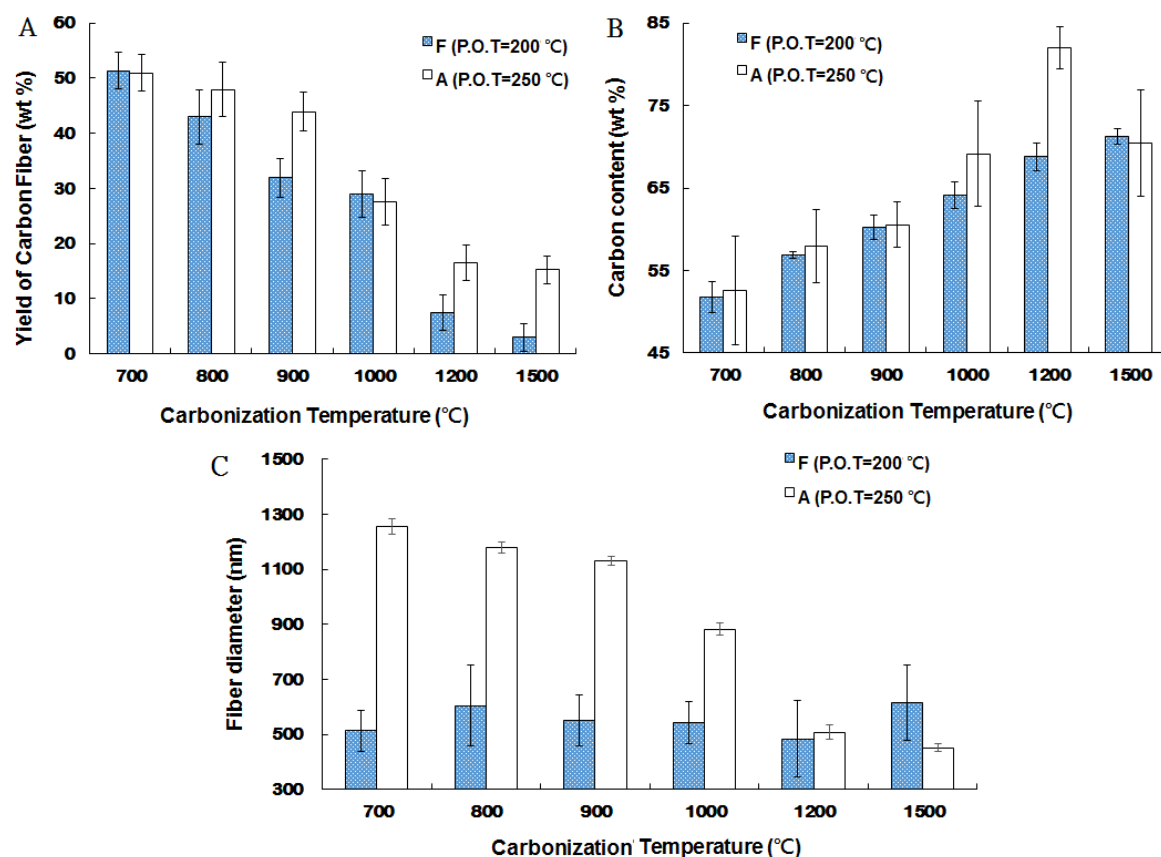 A
Yield of Carbon Fiber (wt %)
60
50
40
30
20
10
0
F (P.O.T=200 ℃)
A (P.O.T=250 ℃)
700 800 900 1000 1200 1500
Carbonization Temperature (℃)
B
Carbon content (wt %)
85
75
65
55
45
F (P.O.T=200 ℃)
A (P.O.T=250 ℃)
700 800 900 1000 1200 1500
Carbonization Temperature (℃)
C
Fiber diameter (nm)
1500
1300
1100
900
700
500
300
F (P.O.T=200 ℃)
A (P.O.T=250 ℃)
700 800 900 1000 1200 1500
Carbonization' Temperature (℃)